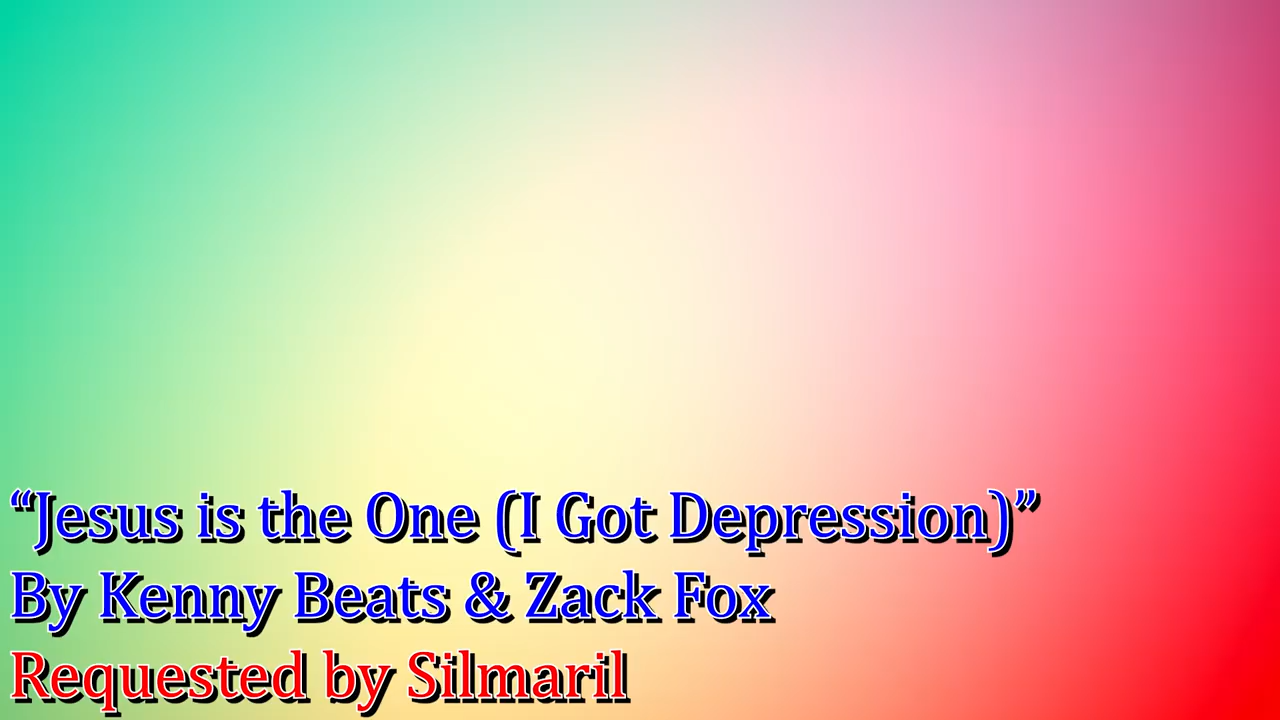 “Jesus is the One (I Got Depression)”
By Kenny Beats & Zack Fox
Requested by Silmaril